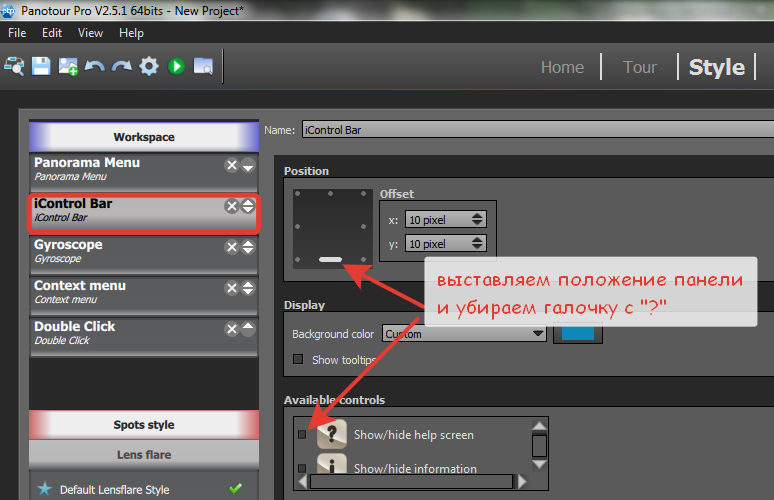 Panotour Pro V2.5.1 64bits - New Project*
File Edit View Help
Home Tour Style
Workspace
Name: iControl Bar
Panorama Menu
Panorama Menu
iControl Bar
iControl Bar
Gyroscope
Gyroscope
Context menu
Context menu
Double Click
Double Click
Position
Offset
x: 10 pixel
y: 10 pixel
выставляем положение панели
и убираем галочку с "?"
Display
Background color Custom
Show tooltips
Available controls
? Show/hide help screen
i Show/hide information
Spots style
Lens flare
Default Lensflare Style